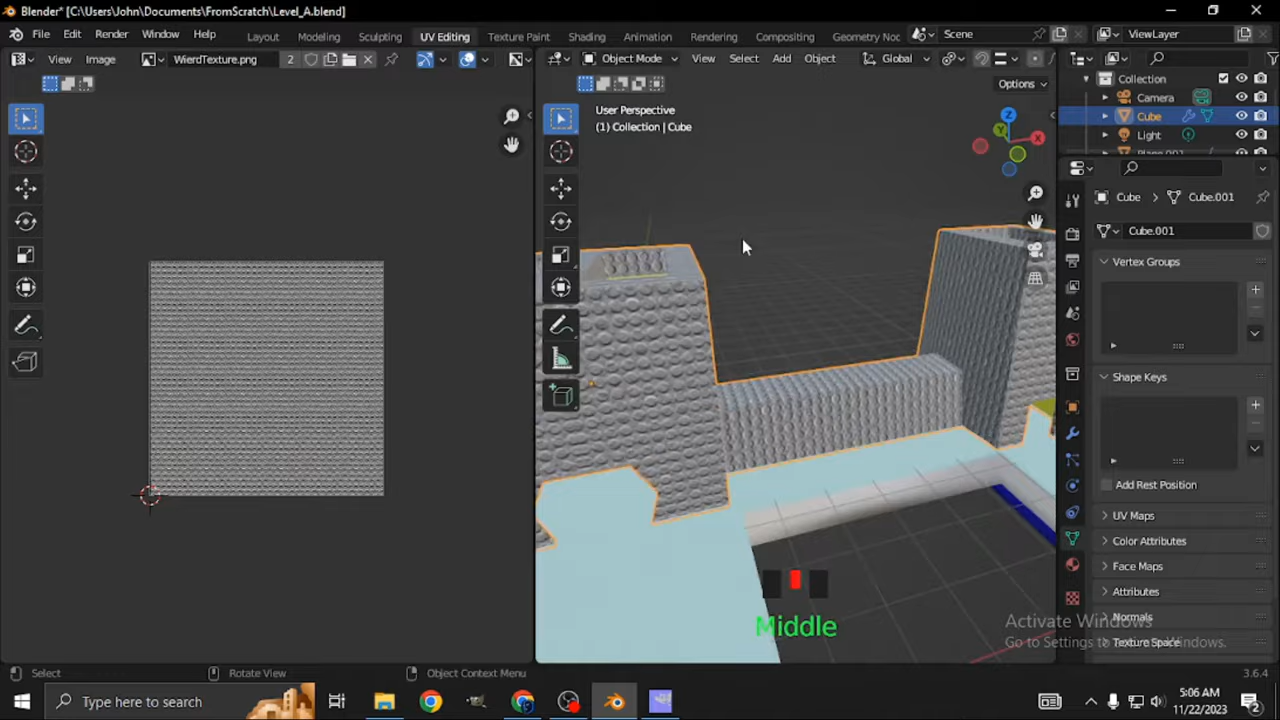 Blender* [C:\Users\John\Documents\FromScratch\Level_A.blend]
File Edit Render Window Help Layout Modeling Sculpting UV Editing Texture Paint Shading Animation Rendering Compositing Geometry Noc Scene ViewLayer
View Image WierdTexture.png 2 Object Mode View Select Add Object Global
Options
User Perspective
(1) Collection | Cube
X
Y
Z
Collection
Camera
Cube
Light
Cube Cube.001
Cube.001
Vertex Groups
Shape Keys
Add Rest Position
UV Maps
Color Attributes
Face Maps
Attributes
Normals
Texture Space
Middle
Activate Windows
Go to Settings to activate Windows.
Select Rotate View Object Context Menu 3.6.4
Type here to search
5:06 AM
11/22/2023
2